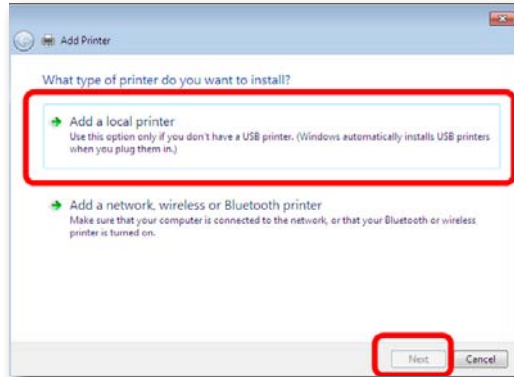 Add Printer
What type of printer do you want to install?
Add a local printer
Use this option only if you don't have a USB printer. (Windows automatically installs USB printers
when you plug them in.)
Add a network, wireless or Bluetooth printer
Make sure that your computer is connected to the network, or that your Bluetooth or wireless
printer is turned on.
Next Cancel